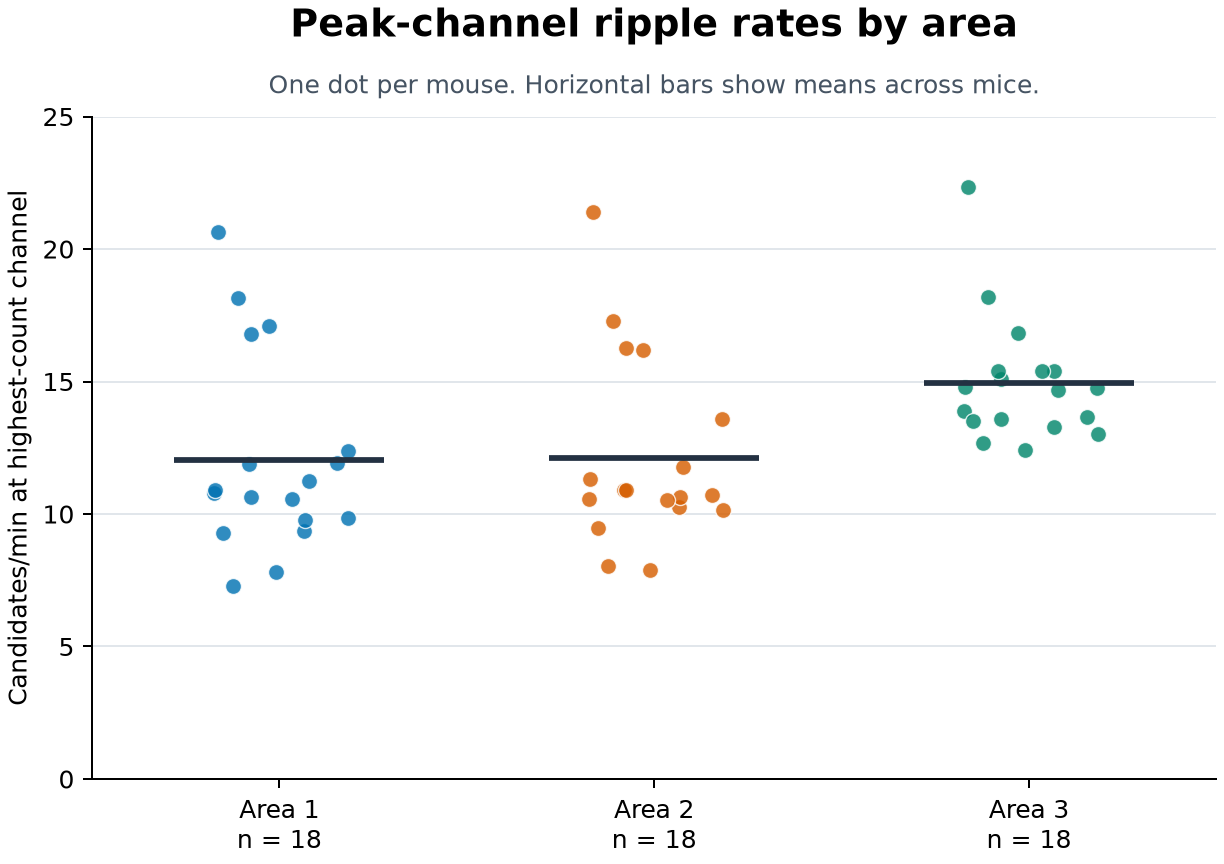 Peak-channel ripple rates by area
One dot per mouse. Horizontal bars show means across mice.
Candidates/min at highest-count channel
25
20
15
10
5
0
Area 1
n = 18
Area 2
n = 18
Area 3
n = 18